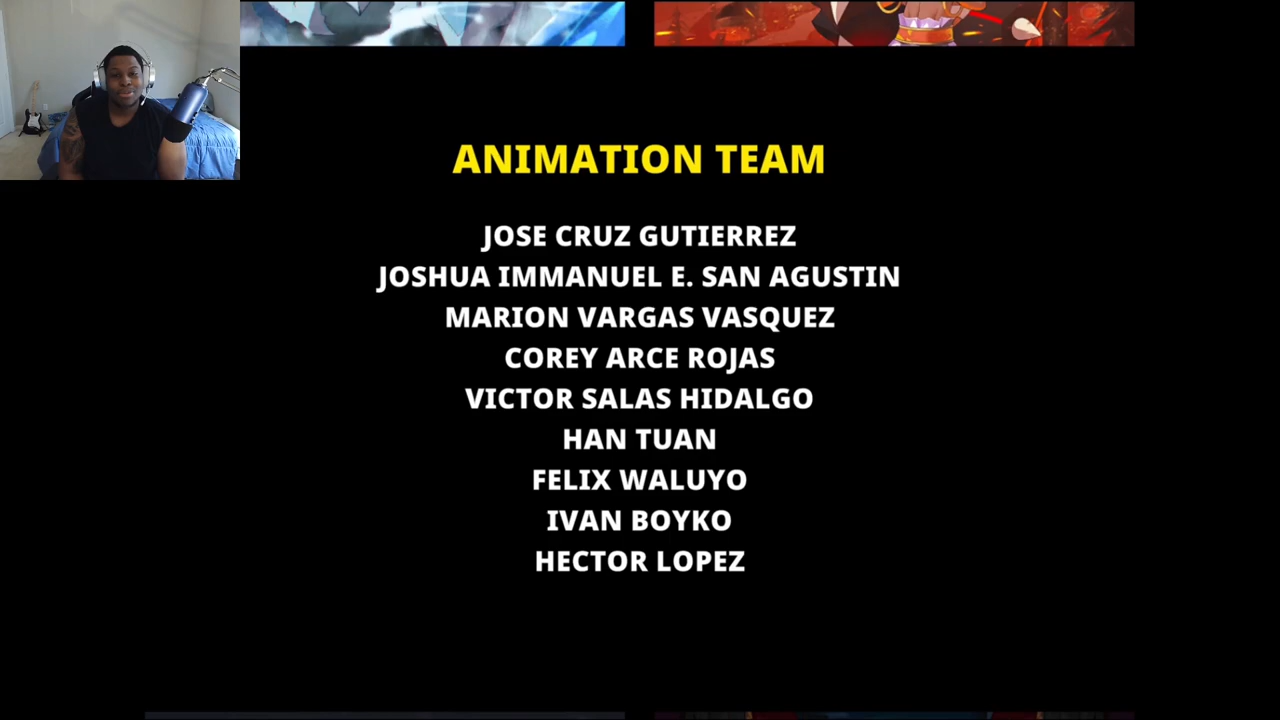 ANIMATION TEAM
JOSE CRUZ GUTIERREZ
JOSHUA IMMANUEL E. SAN AGUSTIN
MARION VARGAS VASQUEZ
COREY ARCE ROJAS
VICTOR SALAS HIDALGO
HAN TUAN
FELIX WALUYO
IVAN BOYKO
HECTOR LOPEZ